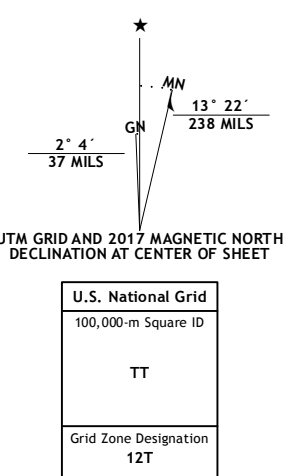 ★
MN
GN
13° 22´
238 MILS
2° 4´
37 MILS
UTM GRID AND 2017 MAGNETIC NORTH
DECLINATION AT CENTER OF SHEET
U.S. National Grid
100,000-m Square ID
TT
Grid Zone Designation
12T